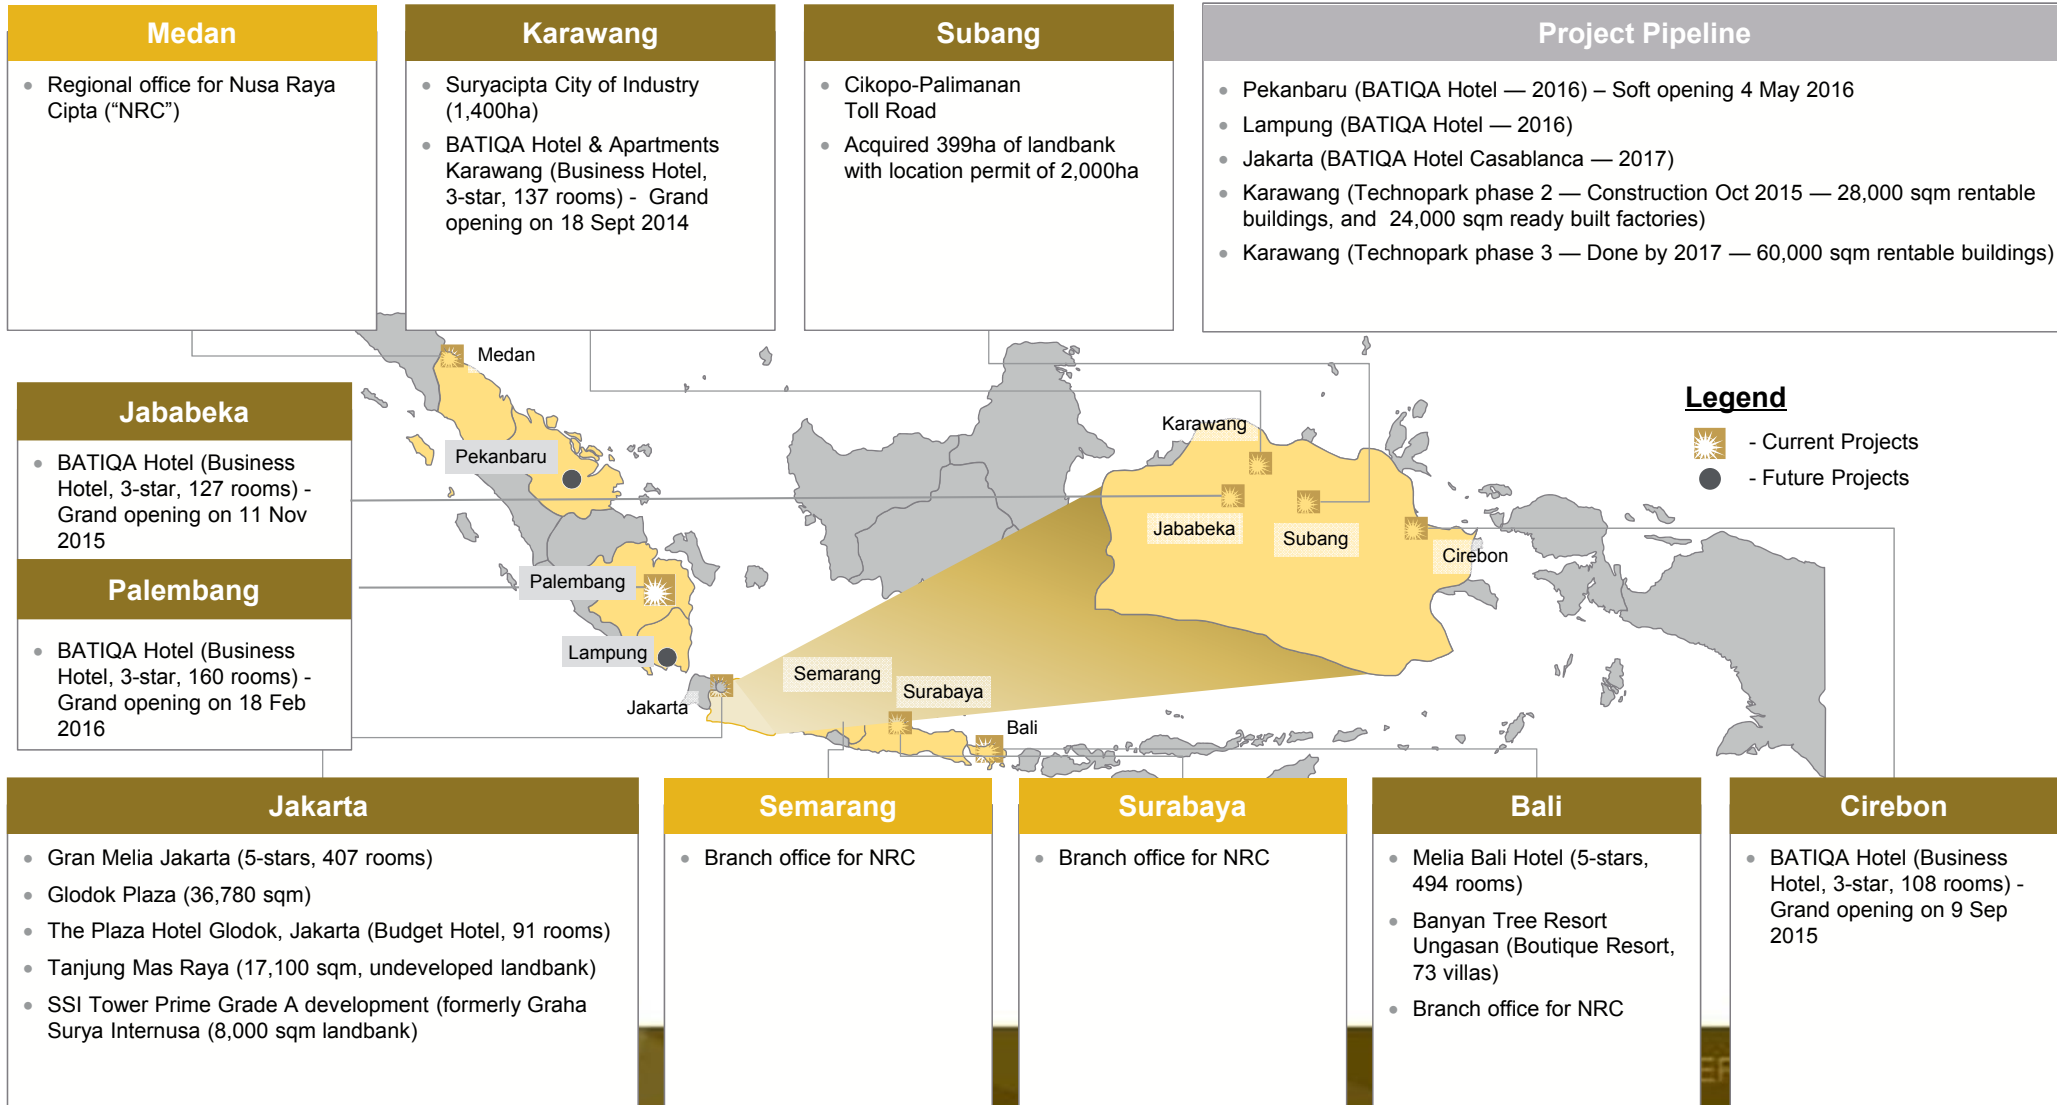 Medan
• Regional office for Nusa Raya
Cipta (“NRC”)
Karawang
• Suryacipta City of Industry
(1,400ha)
• BATIQA Hotel & Apartments
Karawang (Business Hotel,
3-star, 137 rooms) - Grand
opening on 18 Sept 2014
Subang
• Cikopo-Palimanan
Toll Road
• Acquired 399ha of landbank
with location permit of 2,000ha
Project Pipeline
• Pekanbaru (BATIQA Hotel — 2016) – Soft opening 4 May 2016
• Lampung (BATIQA Hotel — 2016)
• Jakarta (BATIQA Hotel Casablanca — 2017)
• Karawang (Technopark phase 2 — Construction Oct 2015 — 28,000 sqm rentable
buildings, and 24,000 sqm ready built factories)
• Karawang (Technopark phase 3 — Done by 2017 — 60,000 sqm rentable buildings)
Medan
Pekanbaru
Palembang
Lampung
Jakarta
Semarang
Surabaya
Bali
Karawang
Jababeka
Subang
Cirebon
Legend
- Current Projects
- Future Projects
Jababeka
• BATIQA Hotel (Business
Hotel, 3-star, 127 rooms) -
Grand opening on 11 Nov
2015
Palembang
• BATIQA Hotel (Business
Hotel, 3-star, 160 rooms) -
Grand opening on 18 Feb
2016
Jakarta
• Gran Melia Jakarta (5-stars, 407 rooms)
• Glodok Plaza (36,780 sqm)
• The Plaza Hotel Glodok, Jakarta (Budget Hotel, 91 rooms)
• Tanjung Mas Raya (17,100 sqm, undeveloped landbank)
• SSI Tower Prime Grade A development (formerly Graha
Surya Internusa (8,000 sqm landbank)
Semarang
• Branch office for NRC
Surabaya
• Branch office for NRC
Bali
• Melia Bali Hotel (5-stars,
494 rooms)
• Banyan Tree Resort
Ungasan (Boutique Resort,
73 villas)
• Branch office for NRC
Cirebon
• BATIQA Hotel (Business
Hotel, 3-star, 108 rooms) -
Grand opening on 9 Sep
2015